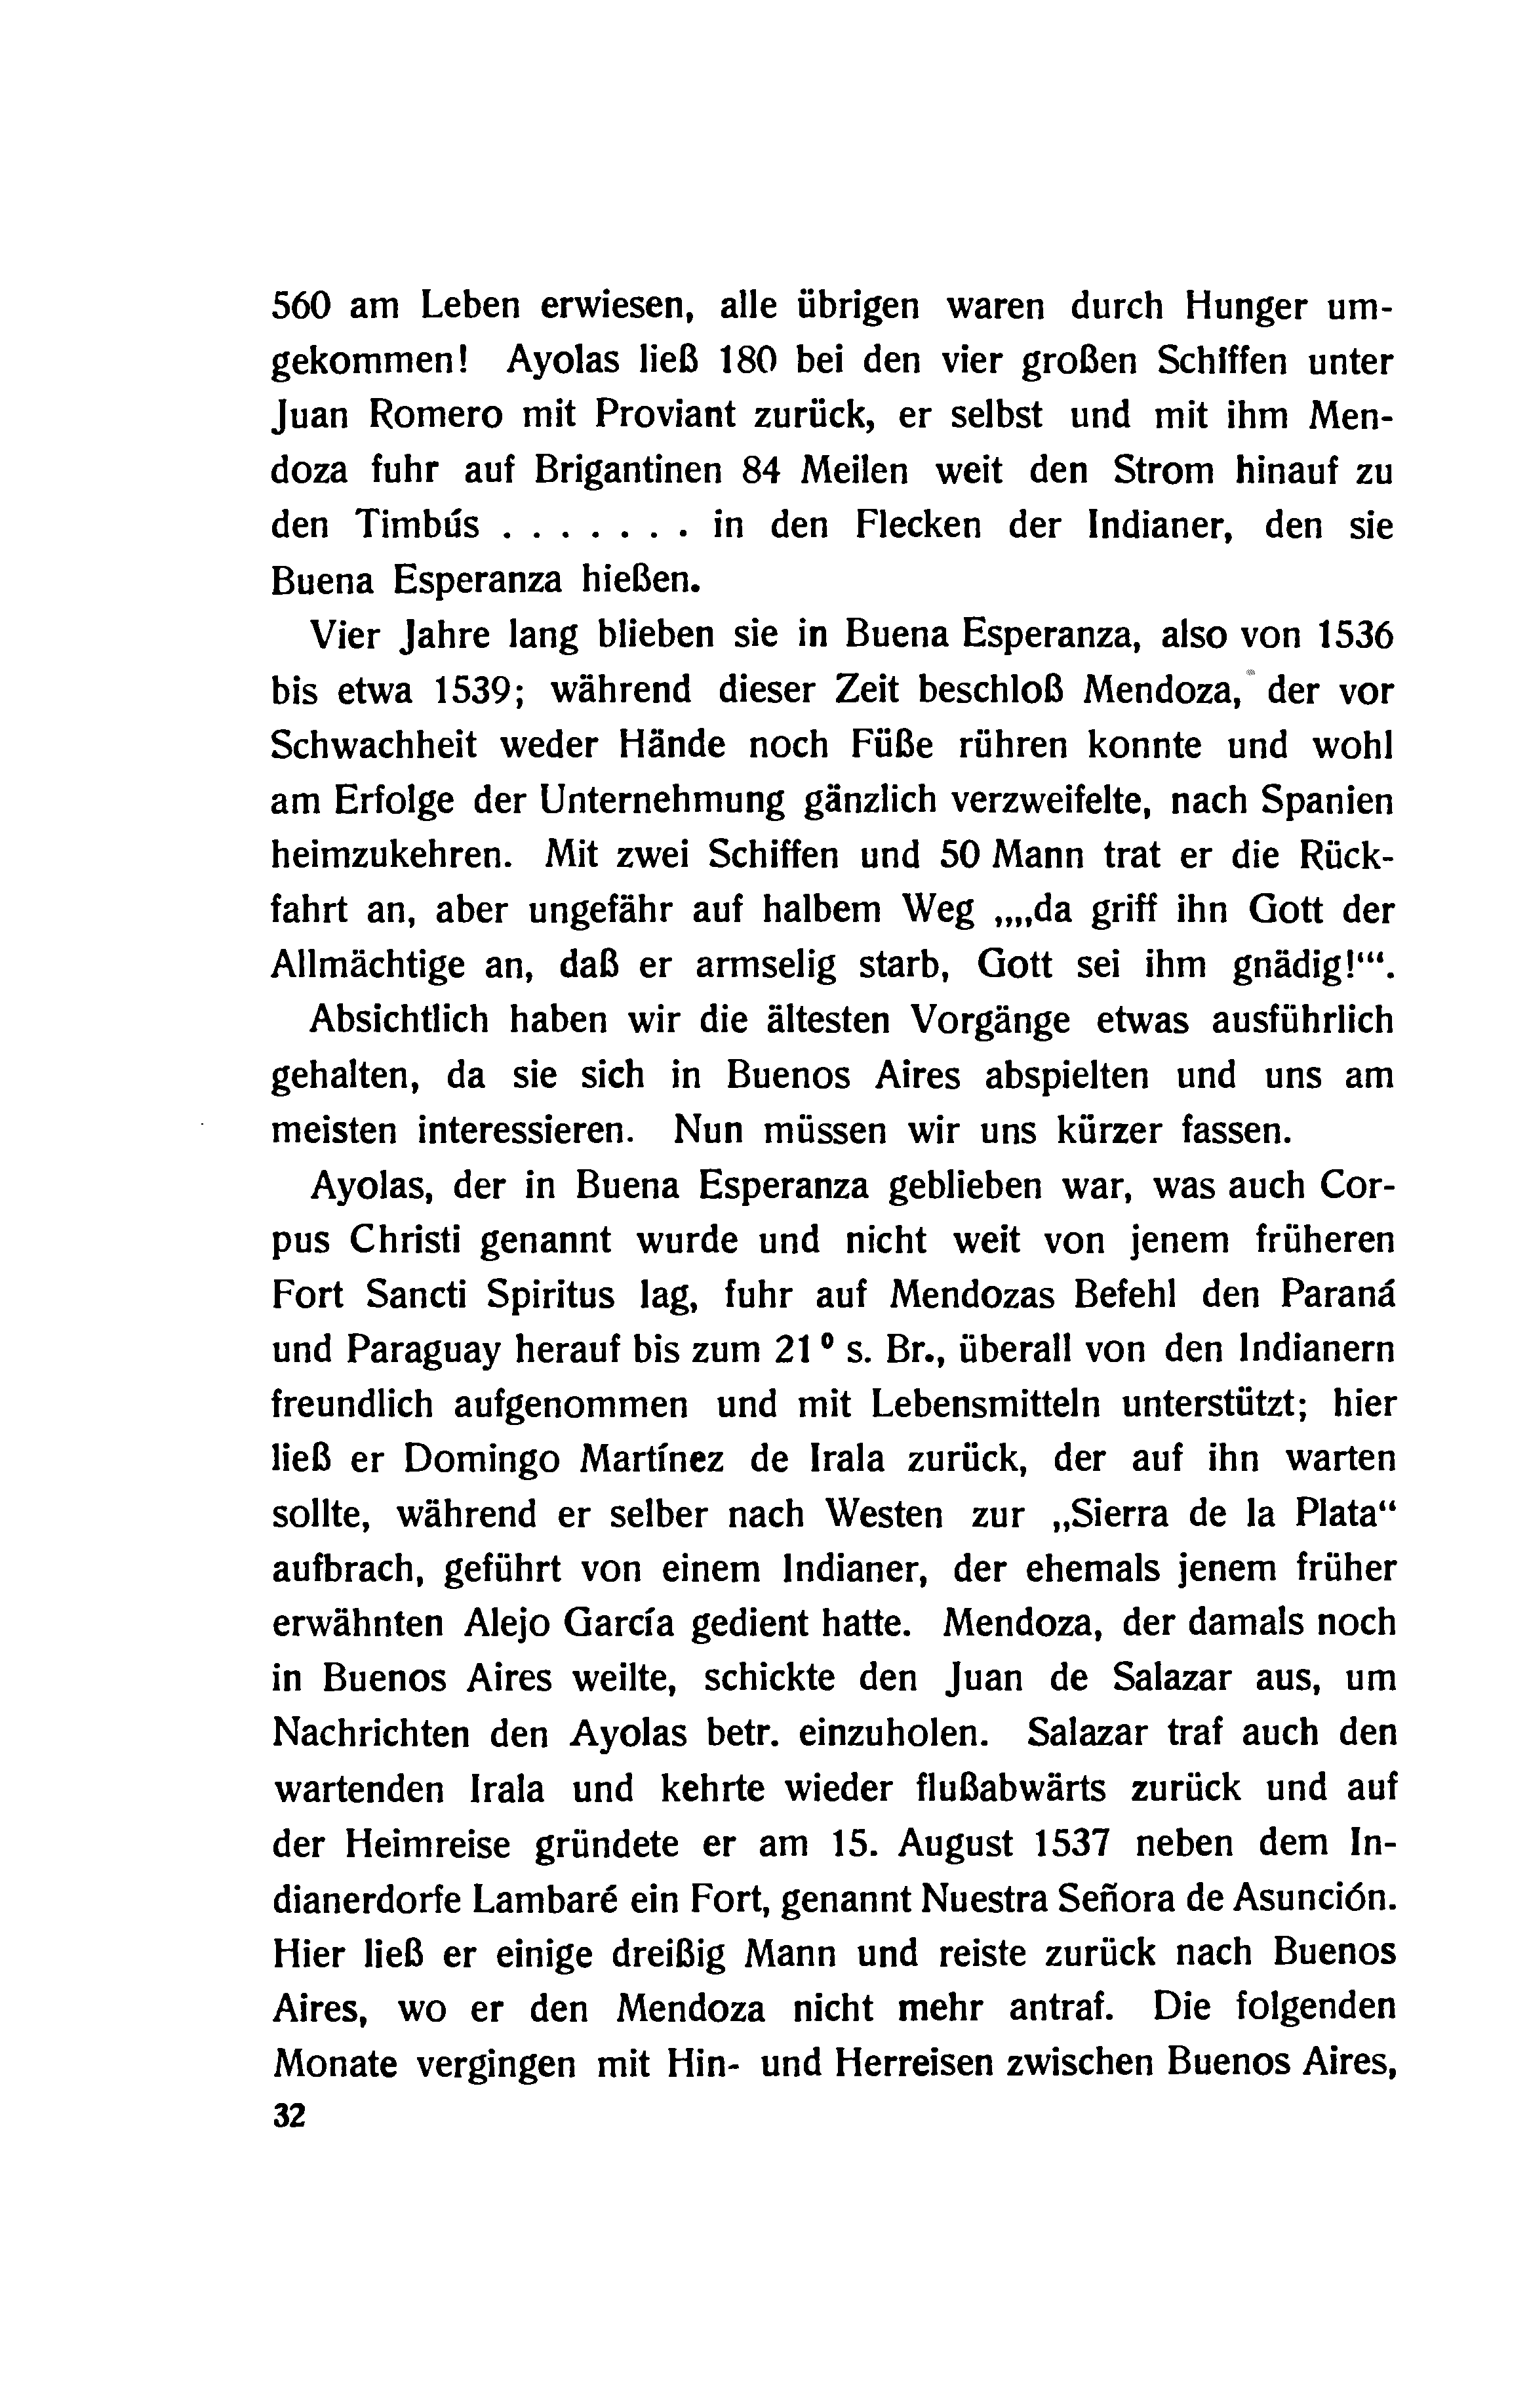 560 am Leben erwiesen, alle übrigen waren durch Hunger um-
gekommen! Ayolas ließ 180 bei den vier großen Schiffen unter
Juan Romero mit Proviant zurück, er selbst und mit ihm Men-
doza fuhr auf Brigantinen 84 Meilen weit den Strom hinauf zu
den Timbús . . . . . . . in den Flecken der Indianer, den sie
Buena Esperanza hießen.
Vier Jahre lang blieben sie in Buena Esperanza, also von 1536
bis etwa 1539; während dieser Zeit beschloß Mendoza, der vor
Schwachheit weder Hände noch Füße rühren konnte und wohl
am Erfolge der Unternehmung gänzlich verzweifelte, nach Spanien
heimzukehren. Mit zwei Schiffen und 50 Mann trat er die Rück-
fahrt an, aber ungefähr auf halbem Weg „„da griff ihn Gott der
Allmächtige an, daß er armselig starb, Gott sei ihm gnädig!“‘.
Absichtlich haben wir die ältesten Vorgänge etwas ausführlich
gehalten, da sie sich in Buenos Aires abspielten und uns am
meisten interessieren. Nun müssen wir uns kürzer fassen.
Ayolas, der in Buena Esperanza geblieben war, was auch Cor-
pus Christi genannt wurde und nicht weit von jenem früheren
Fort Sancti Spiritus lag, fuhr auf Mendozas Befehl den Paraná
und Paraguay herauf bis zum 21° s. Br., überall von den Indianern
freundlich aufgenommen und mit Lebensmitteln unterstützt; hier
ließ er Domingo Martínez de Irala zurück, der auf ihn warten
sollte, während er selber nach Westen zur „Sierra de la Plata“
aufbrach, geführt von einem Indianer, der ehemals jenem früher
erwähnten Alejo García gedient hatte. Mendoza, der damals noch
in Buenos Aires weilte, schickte den Juan de Salazar aus, um
Nachrichten den Ayolas betr. einzuholen. Salazar traf auch den
wartenden Irala und kehrte wieder flußabwärts zurück und auf
der Heimreise gründete er am 15. August 1537 neben dem In-
dianerdorfe Lambaré ein Fort, genannt Nuestra Señora de Asunción.
Hier ließ er einige dreißig Mann und reiste zurück nach Buenos
Aires, wo er den Mendoza nicht mehr antraf. Die folgenden
Monate vergingen mit Hin- und Herreisen zwischen Buenos Aires,
32